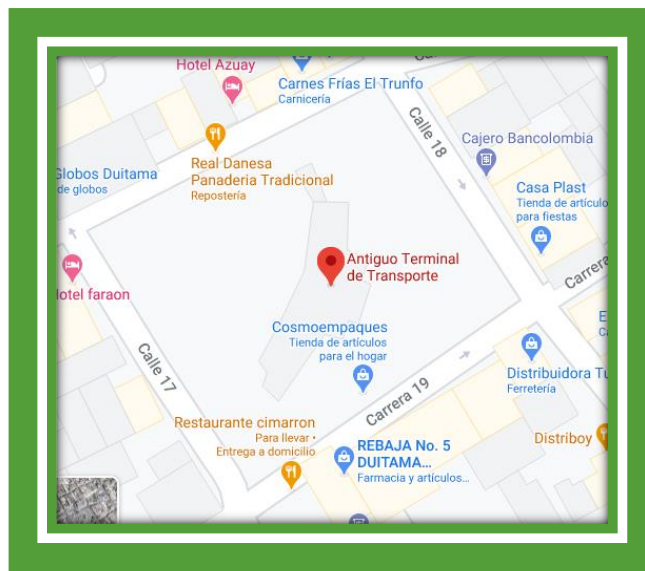 Hotel Azuay
Carnes Frías El Trunfo
Carnicería
Calle 18
Cajero Bancolombia
Real Danesa
Panaderia Tradicional
Repostería
Globos Duitama
de globos
Casa Plast
Tienda de artículo
para fiestas
Antiguo Terminal
de Transporte
Carrera
Hotel faraon
Cosmoempaques
Tienda de artículos
para el hogar
Calle 17
Carrera 19
Distribuidora Tu
Ferretería
Restaurante cimarron
Para llevar •
Entrega a domicilio
REBAJA No. 5
DUITAMA...
Farmacia y artículos...
Distriboy